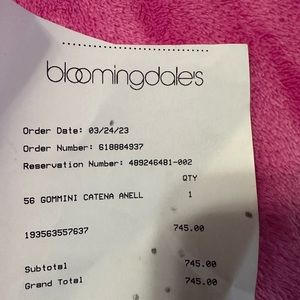 bloomingdale's
Order Date: 03/24/23
Order Number: 618884937
Reservation Number: 489246481-002
QTY
56 GOMMINI CATENA ANELL 1
193563557637 745.00
Subtotal 745.00
Grand Total 745.00